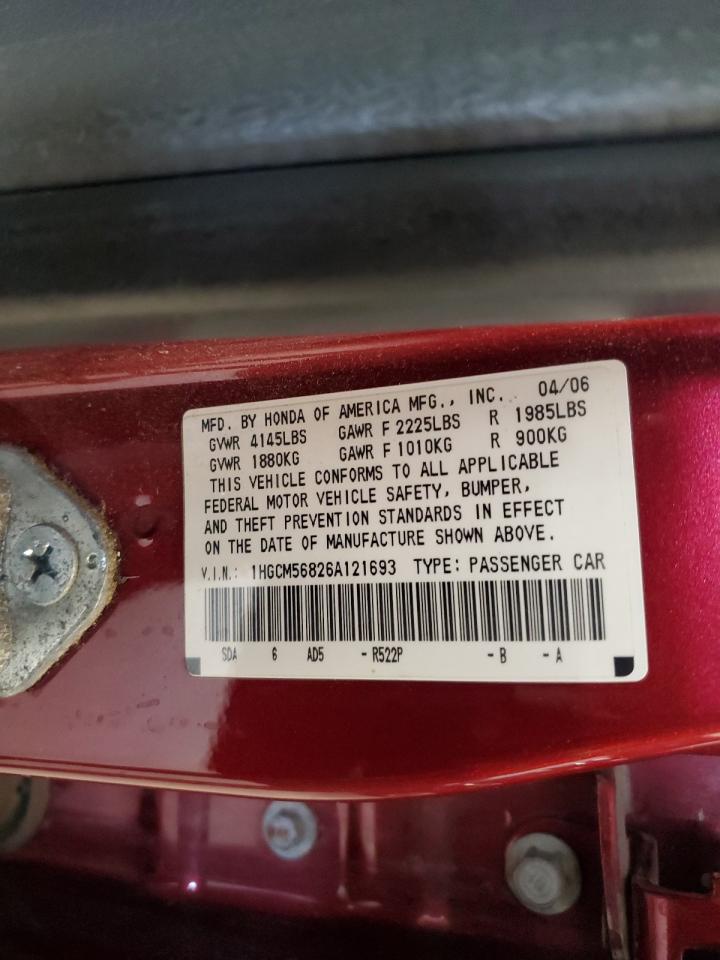 MFD. BY HONDA OF AMERICA MFG., INC. 04/06
GVWR 4145LBS GAWR F 2225LBS R 1985LBS
GVWR 1880KG GAWR F 1010KG R 900KG
THIS VEHICLE CONFORMS TO ALL APPLICABLE
FEDERAL MOTOR VEHICLE SAFETY, BUMPER,
AND THEFT PREVENTION STANDARDS IN EFFECT
ON THE DATE OF MANUFACTURE SHOWN ABOVE.
V.I.N.: 1HGCM56826A121693 TYPE: PASSENGER CAR
SDA 6 AD5 - R522P - B - A